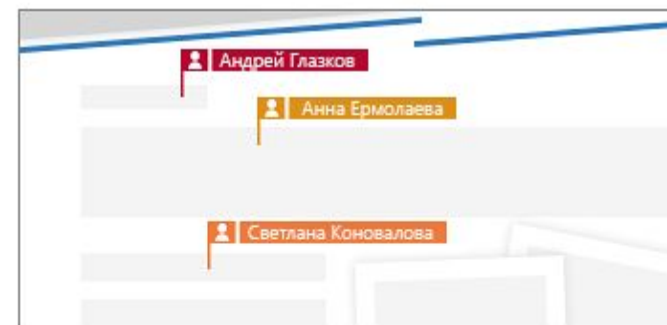 Андрей Глазков
Анна Ермолаева
Светлана Коновалова